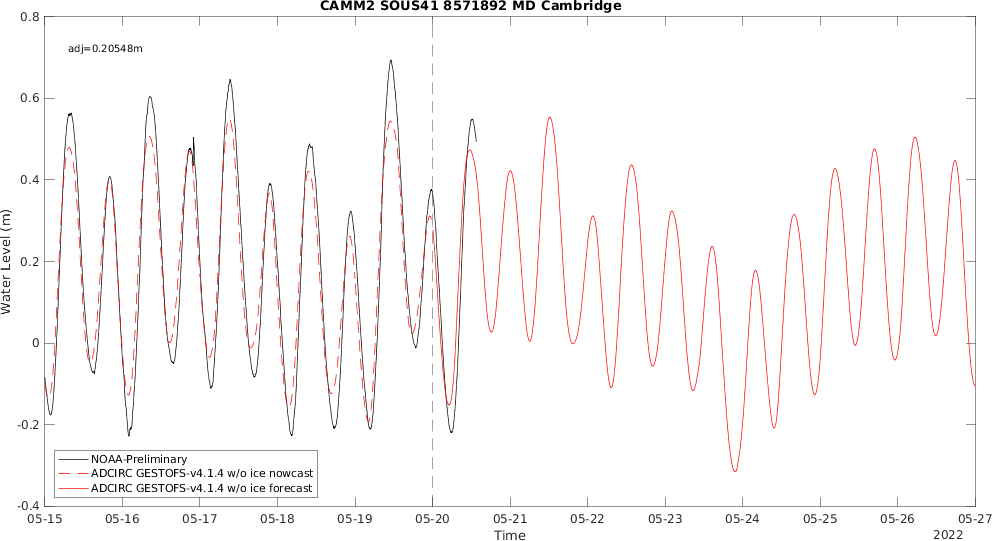 CAMM2 SOUS41 8571892 MD Cambridge
adj=0.20548m
Water Level (m)
0.8
0.6
0.4
0.2
0
-0.2
-0.4
NOAA-Preliminary
ADCIRC GESTOFS-v4.1.4 w/o ice nowcast
ADCIRC GESTOFS-v4.1.4 w/o ice forecast
05-15 05-16 05-17 05-18 05-19 05-20 05-21 05-22 05-23 05-24 05-25 05-26 05-27
Time
2022